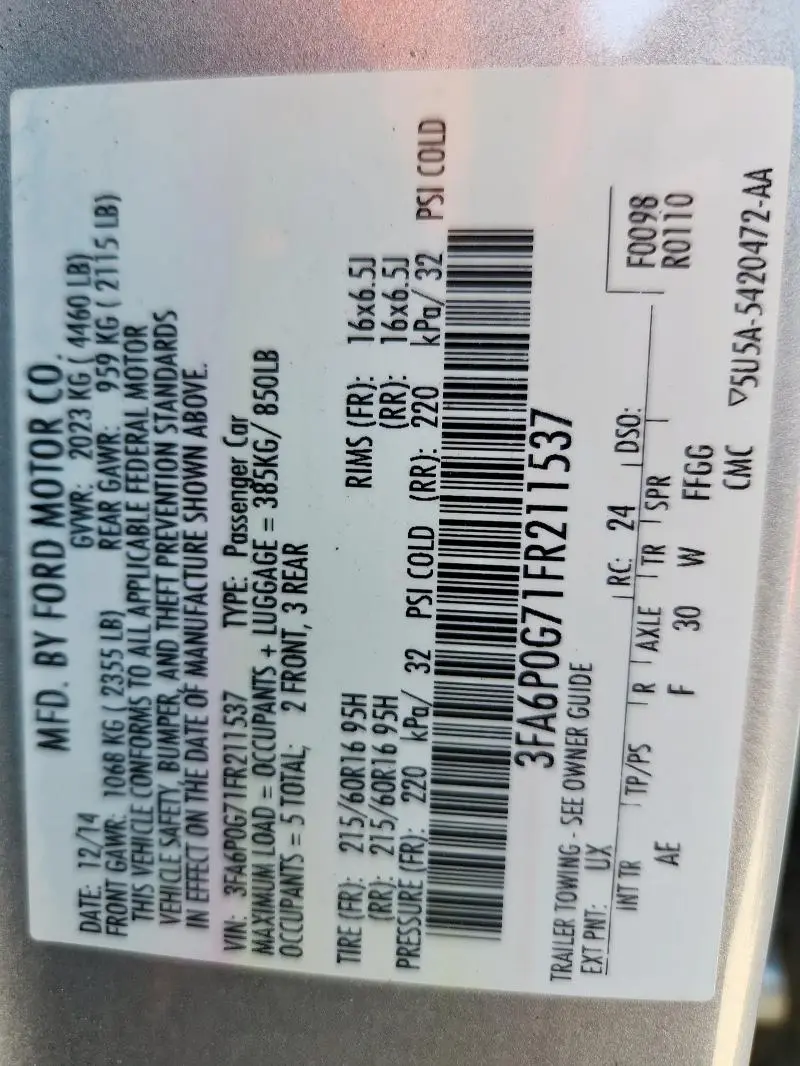 MFD. BY FORD MOTOR CO.
DATE: 12/14 GVWR: 2023 KG ( 4460 LB)
FRONT GAWR: 1068 KG ( 2355 LB) REAR GAWR: 959 KG ( 2115 LB)
THIS VEHICLE CONFORMS TO ALL APPLICABLE FEDERAL MOTOR
VEHICLE SAFETY, BUMPER, AND THEFT PREVENTION STANDARDS
IN EFFECT ON THE DATE OF MANUFACTURE SHOWN ABOVE.
VIN: 3FA6P0G71FR211537 TYPE: Passenger Car
MAXIMUM LOAD = OCCUPANTS + LUGGAGE = 385KG/ 850LB
OCCUPANTS = 5 TOTAL; 2 FRONT, 3 REAR
TIRE (FR): 215/60R16 95H RIMS (FR): 16x6.5J
(RR): 215/60R16 95H (RR): 16x6.5J
PRESSURE (FR): 220 kPa/ 32 PSI COLD (RR): 220 kPa/ 32 PSI COLD
3FA6P0G71FR211537
TRAILER TOWING - SEE OWNER GUIDE
EXT PNT: UX RC: 24 DSO:
INT TR TP/PS R AXLE TR SPR F0098
AE F 30 W FFGG R0110
CMC ▽5U5A-5420472-AA